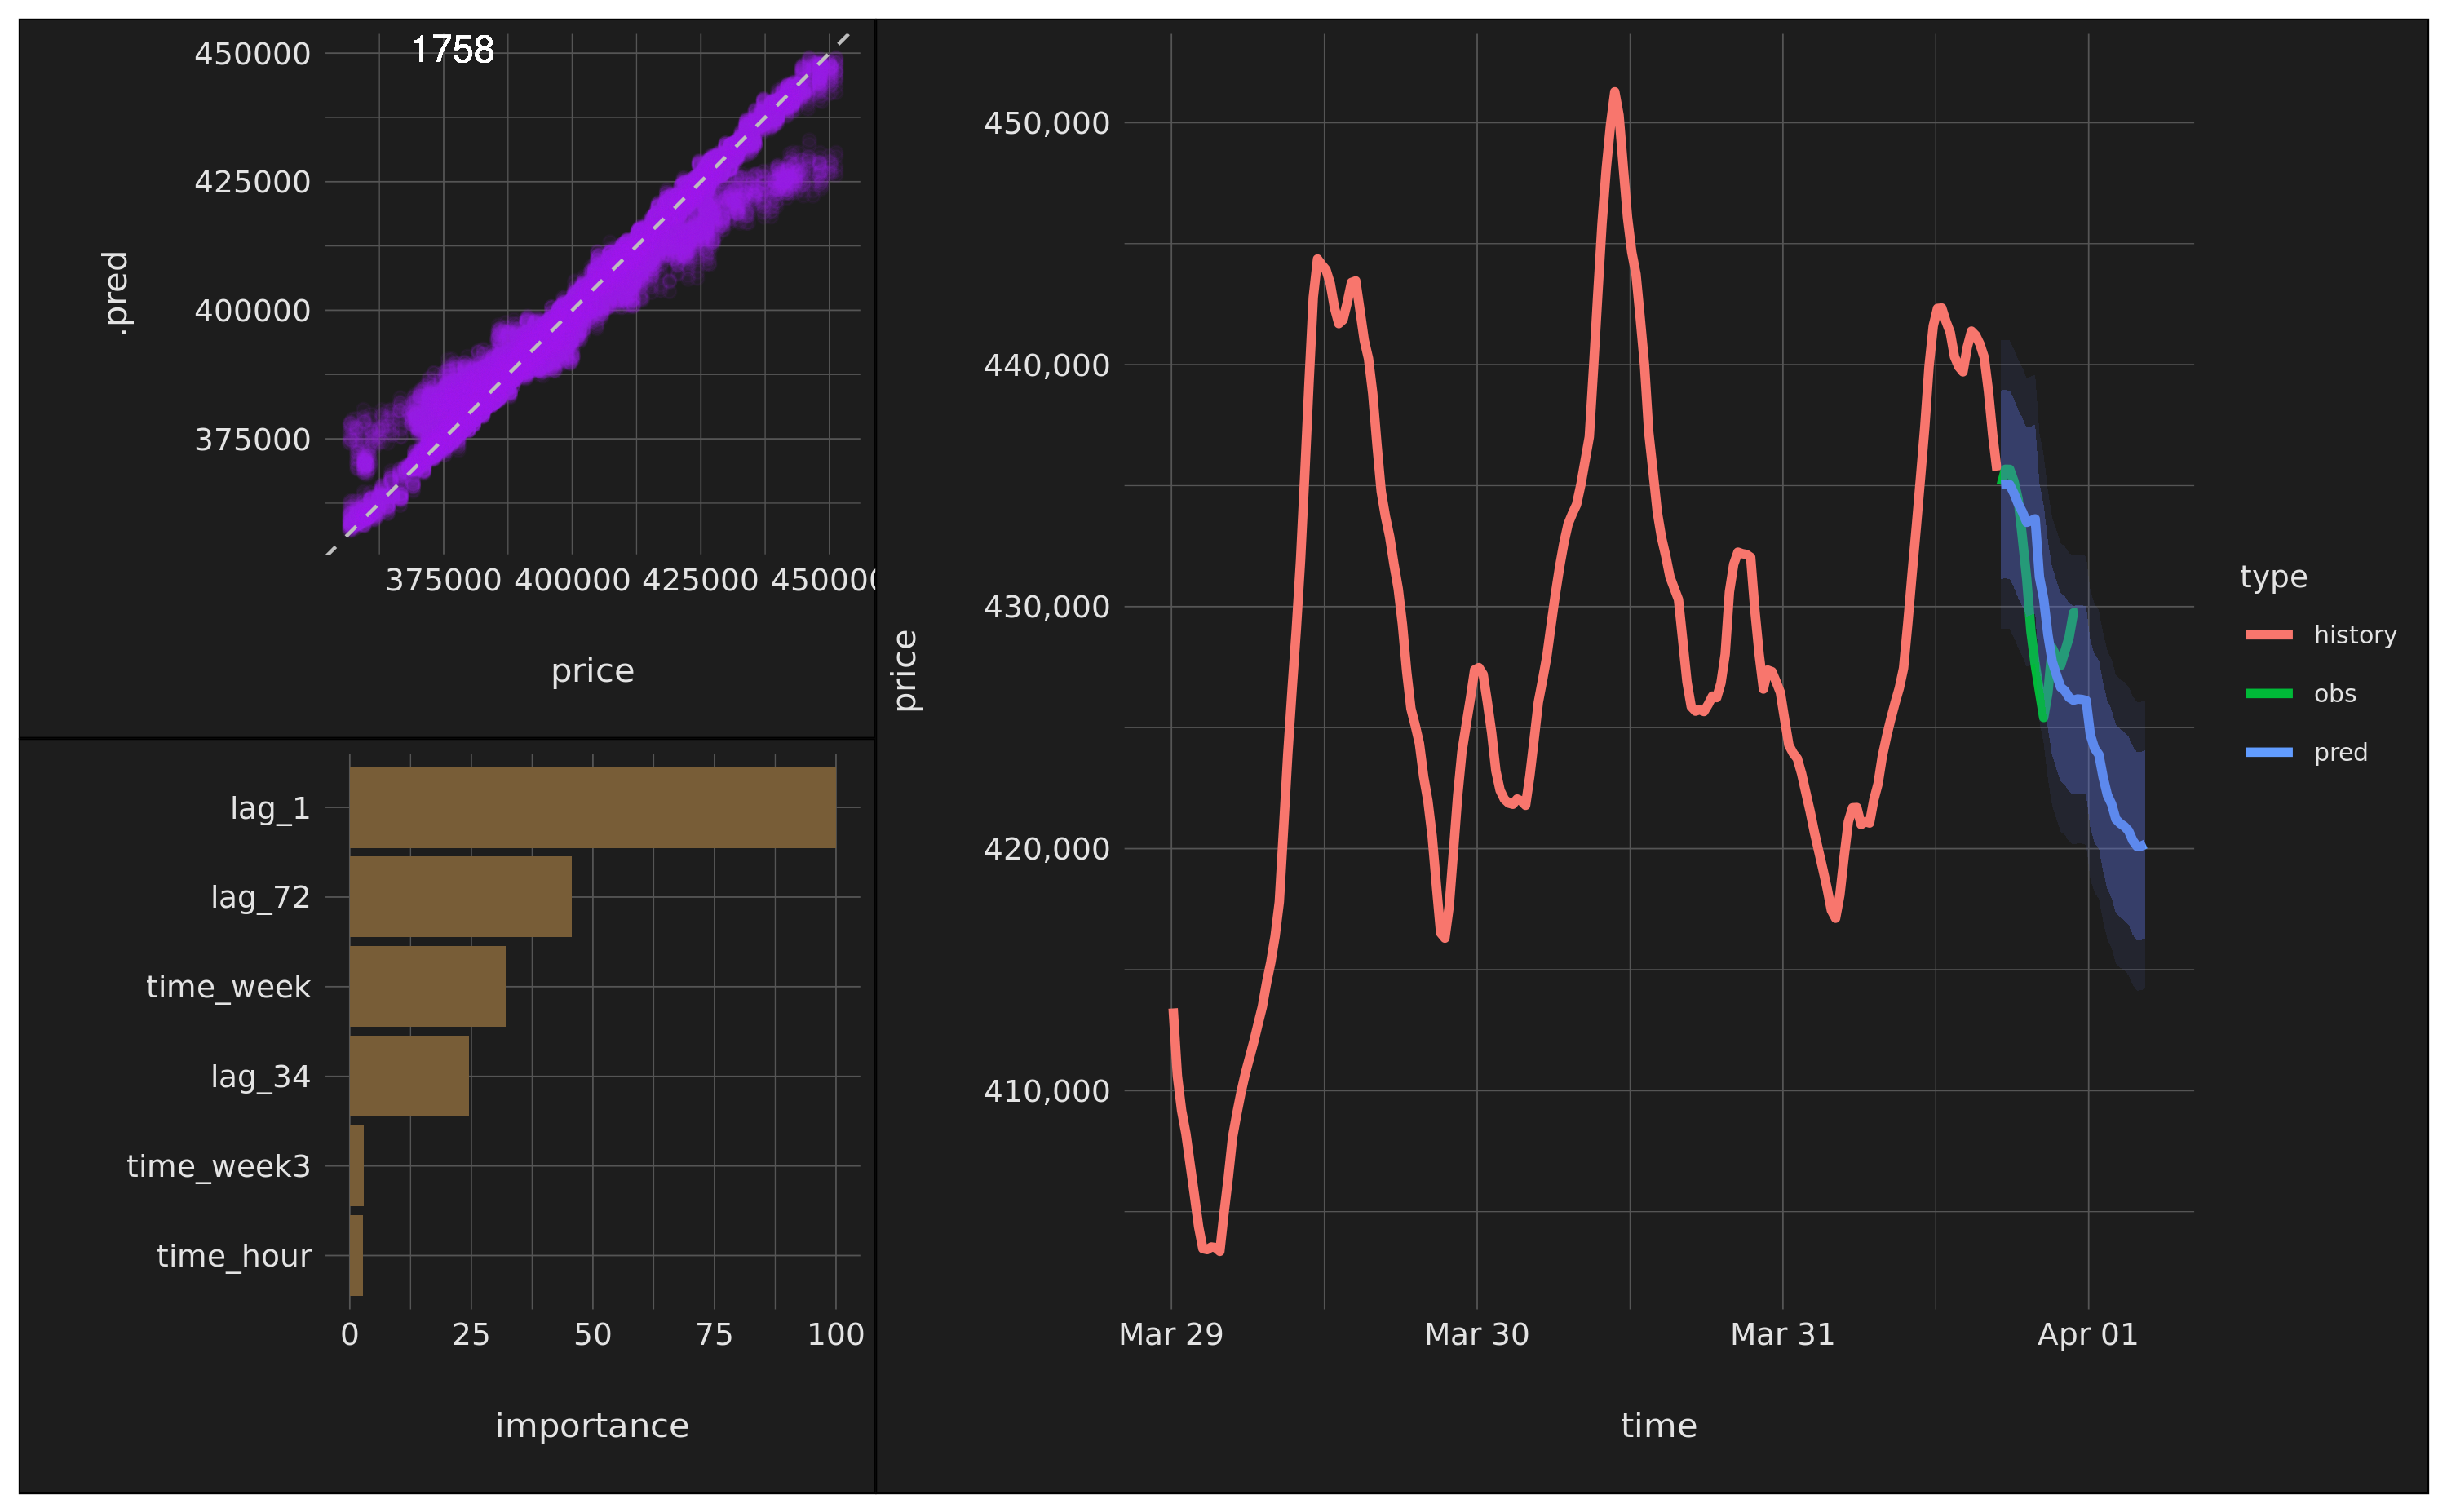 1758
450000
425000
400000
375000
.pred
375000 400000 425000 450000
price
lag_1
lag_72
time_week
lag_34
time_week3
time_hour
0 25 50 75 100
importance
450,000
440,000
430,000
420,000
410,000
price
Mar 29 Mar 30 Mar 31 Apr 01
time
type
history
obs
pred